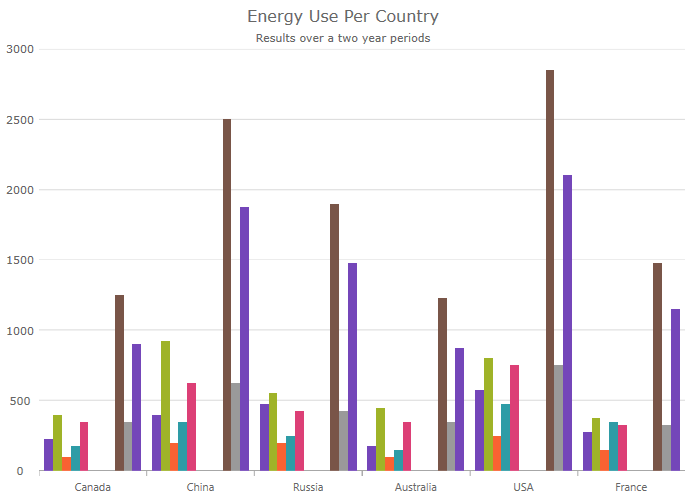 Energy Use Per Country
Results over a two year periods
3000
2500
2000
1500
1000
500
0
Canada China Russia Australia USA France